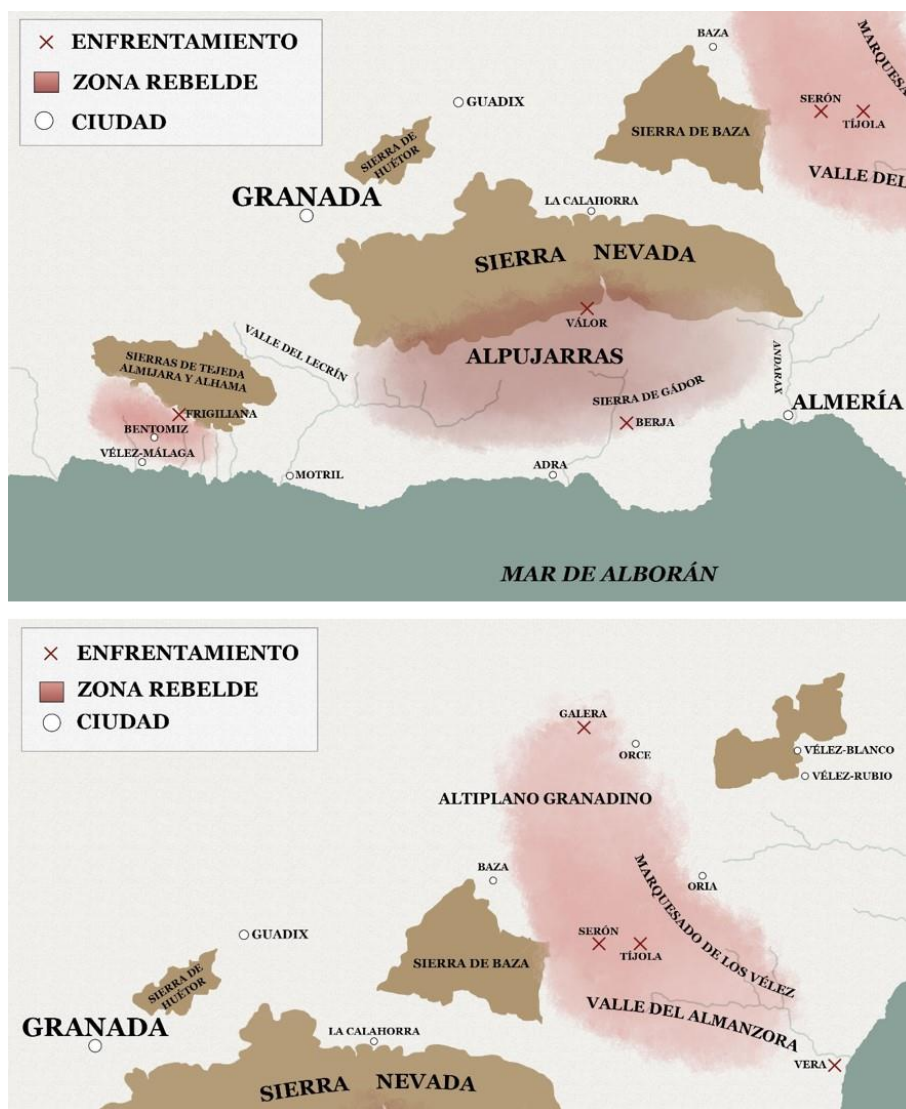 ENFRENTAMIENTO
ZONA REBELDE
CIUDAD
BAZA
MARQUESA
SERÓN
TÍJOLA
VALLE DEL
GUADIX
SIERRA DE BAZA
SIERRA DE
HUÉTOR
GRANADA
LA CALAHORRA
SIERRA NEVADA
VÁLOR
VALLE DEL LECRÍN
ALPUJARRAS
SIERRAS DE TEJEDA
ALMIJARA Y ALHAMA
ANDARAX
SIERRA DE GÁDOR
ALMERÍA
FRIGILIANA
BENTOMIZ
BERJA
VÉLEZ-MÁLAGA
MOTRIL
ADRA
MAR DE ALBORÁN
ENFRENTAMIENTO
ZONA REBELDE
CIUDAD
GALERA
ORCE
VÉLEZ-BLANCO
VÉLEZ-RUBIO
ALTIPLANO GRANADINO
BAZA
ORIA
MARQUESADO DE LOS VÉLEZ
GUADIX
SERÓN
TÍJOLA
SIERRA DE BAZA
SIERRA DE
HUÉTOR
VALLE DEL ALMANZORA
GRANADA
LA CALAHORRA
VERA
SIERRA NEVADA